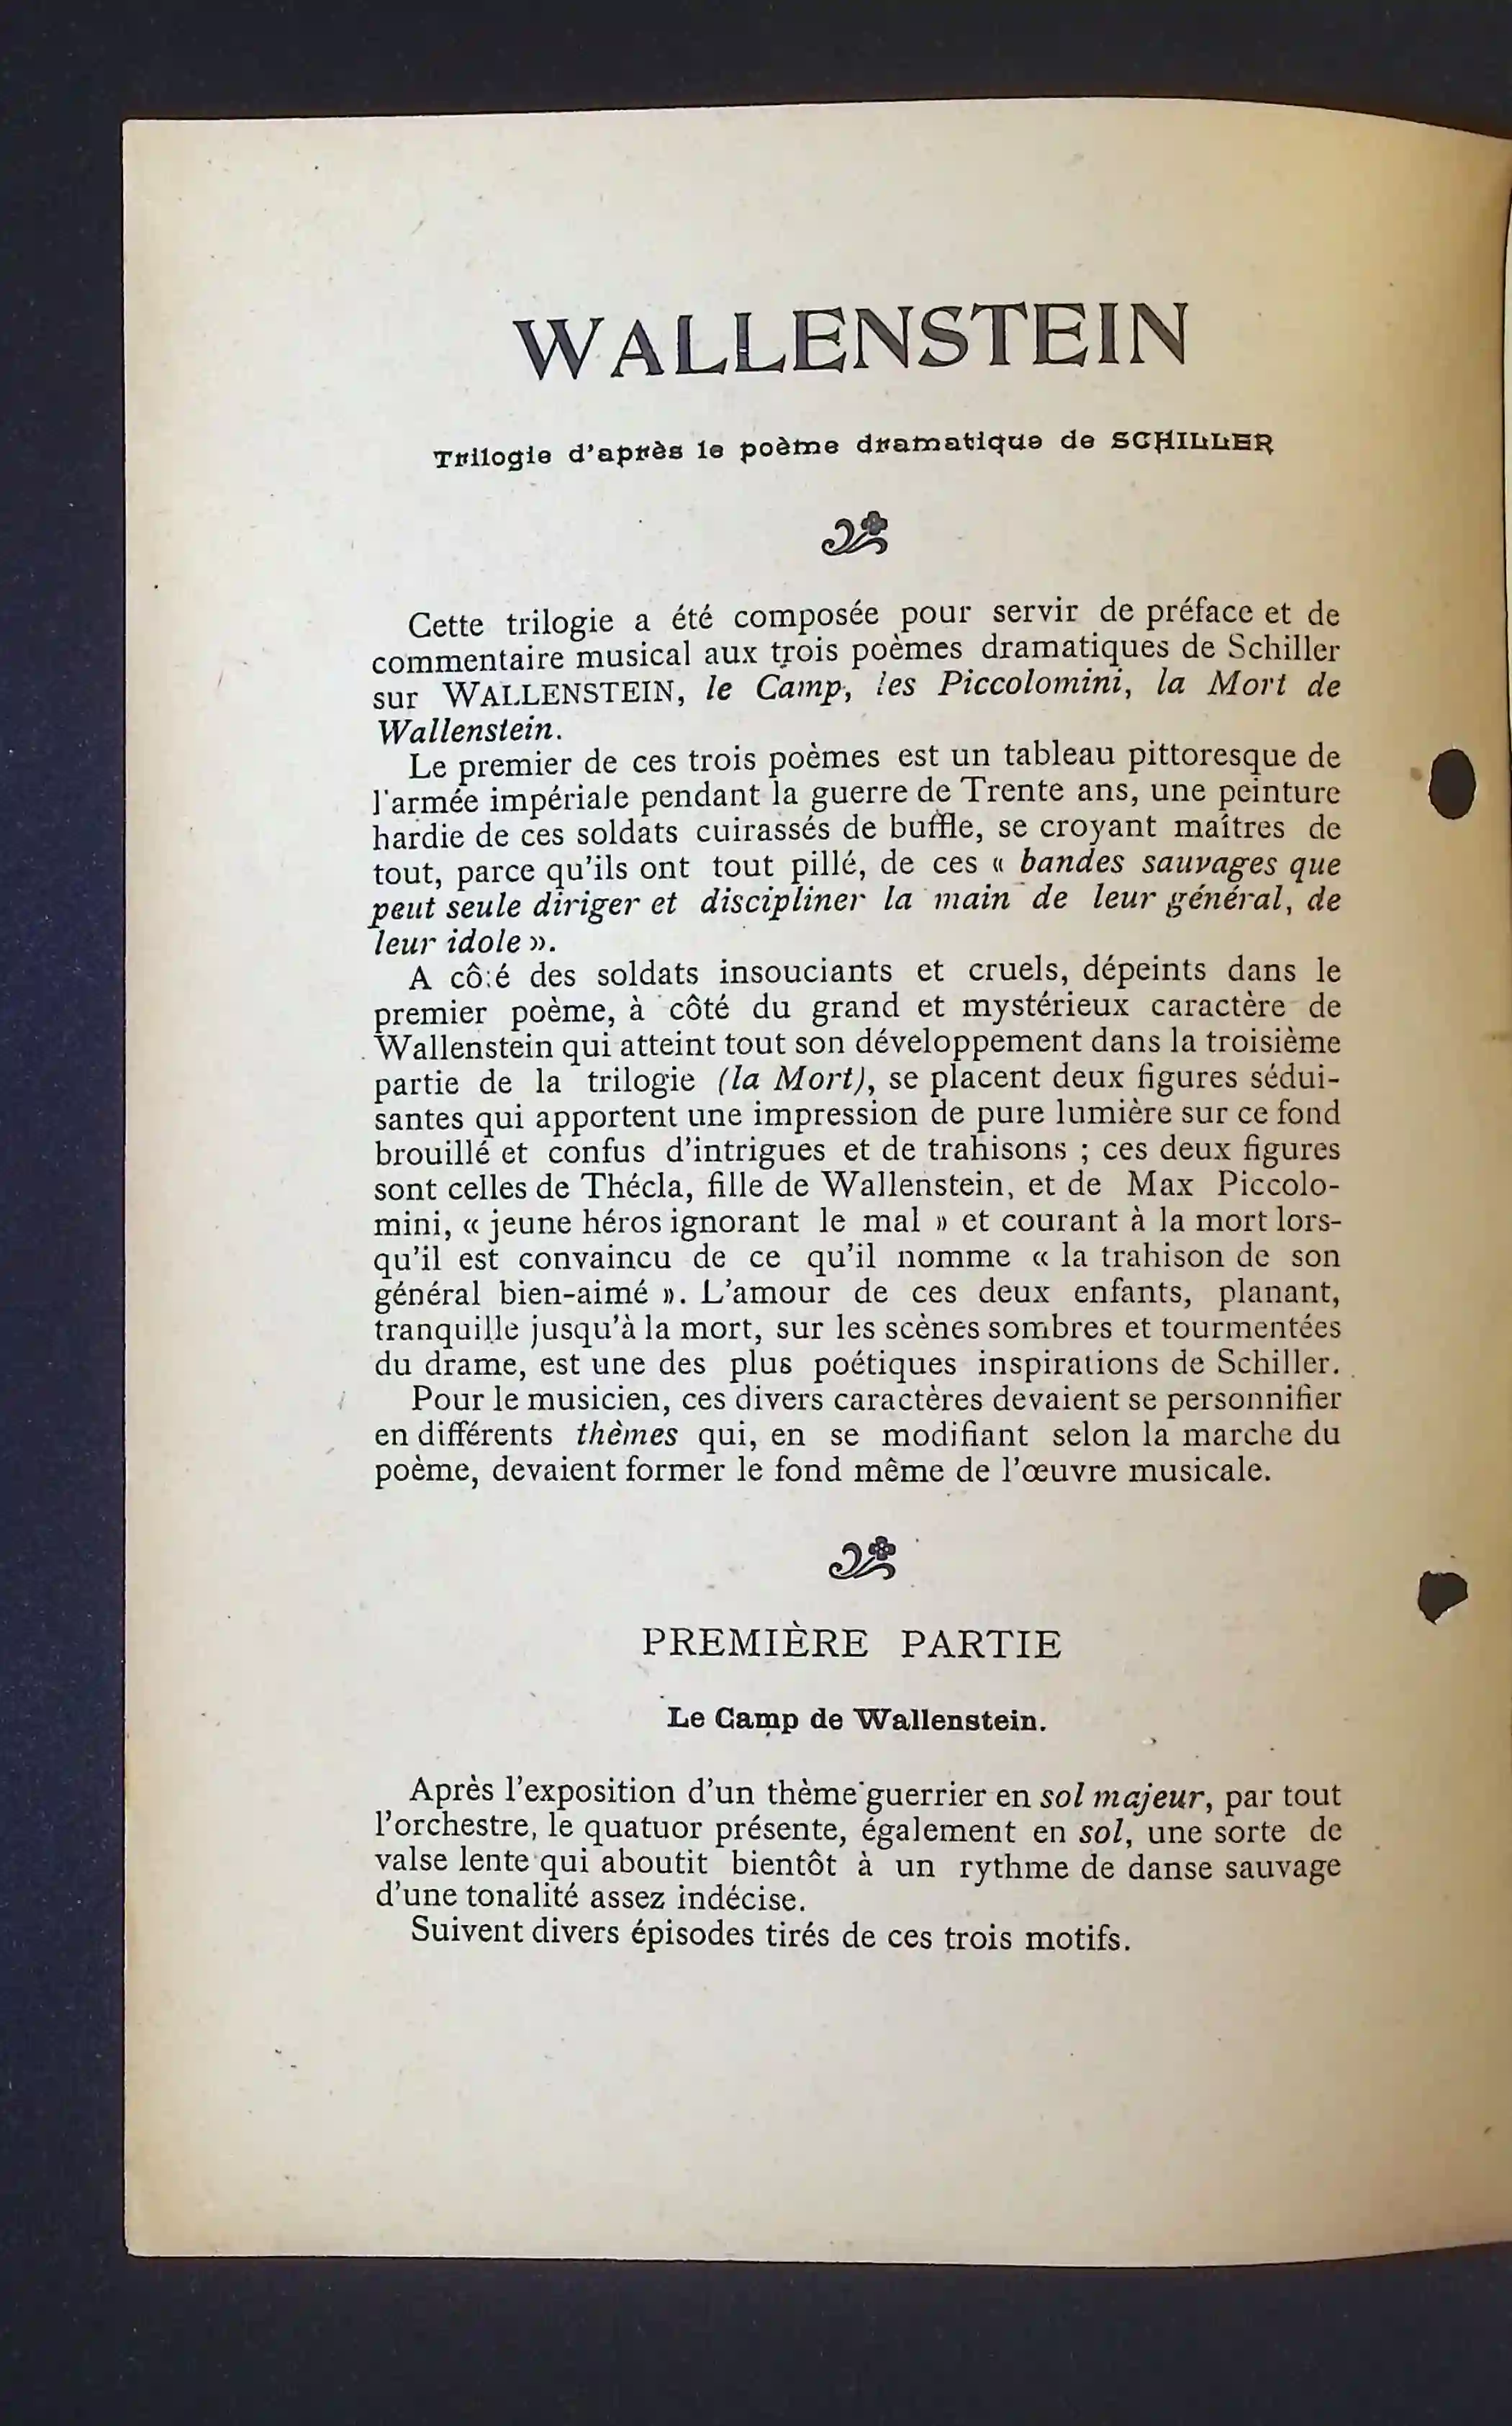 WALLENSTEIN
Trilogie d'après le poème dramatique de SCHILLER
Cette trilogie a été composée pour servir de préface et de
commentaire musical aux trois poèmes dramatiques de Schiller
sur WALLENSTEIN, le Camp, les Piccolomini, la Mort de
Wallenstein.
Le premier de ces trois poèmes est un tableau pittoresque de
l'armée impériale pendant la guerre de Trente ans, une peinture
hardie de ces soldats cuirassés de buffle, se croyant maîtres de
tout, parce qu'ils ont tout pillé, de ces « bandes sauvages que
peut seule diriger et discipliner la main de leur général, de
leur idole ».
A côté des soldats insouciants et cruels, dépeints dans le
premier poème, à côté du grand et mystérieux caractère de
Wallenstein qui atteint tout son développement dans la troisième
partie de la trilogie (la Mort), se placent deux figures sédui-
santes qui apportent une impression de pure lumière sur ce fond
brouillé et confus d'intrigues et de trahisons ; ces deux figures
sont celles de Thécla, fille de Wallenstein, et de Max Piccolo-
mini, « jeune héros ignorant le mal » et courant à la mort lors-
qu'il est convaincu de ce qu'il nomme « la trahison de son
général bien-aimé ». L'amour de ces deux enfants, planant,
tranquille jusqu'à la mort, sur les scènes sombres et tourmentées
du drame, est une des plus poétiques inspirations de Schiller.
Pour le musicien, ces divers caractères devaient se personnifier
en différents thèmes qui, en se modifiant selon la marche du
poème, devaient former le fond même de l'œuvre musicale.
PREMIÈRE PARTIE
Le Camp de Wallenstein.
Après l'exposition d'un thème guerrier en sol majeur, par tout
l'orchestre, le quatuor présente, également en sol, une sorte de
valse lente qui aboutit bientôt à un rythme de danse sauvage
d'une tonalité assez indécise.
Suivent divers épisodes tirés de ces trois motifs.